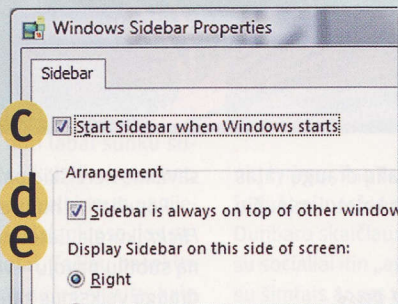 Windows Sidebar Properties
Sidebar
c
Start Sidebar when Windows starts
Arrangement
d
Sidebar is always on top of other window
e
Display Sidebar on this side of screen:
Right